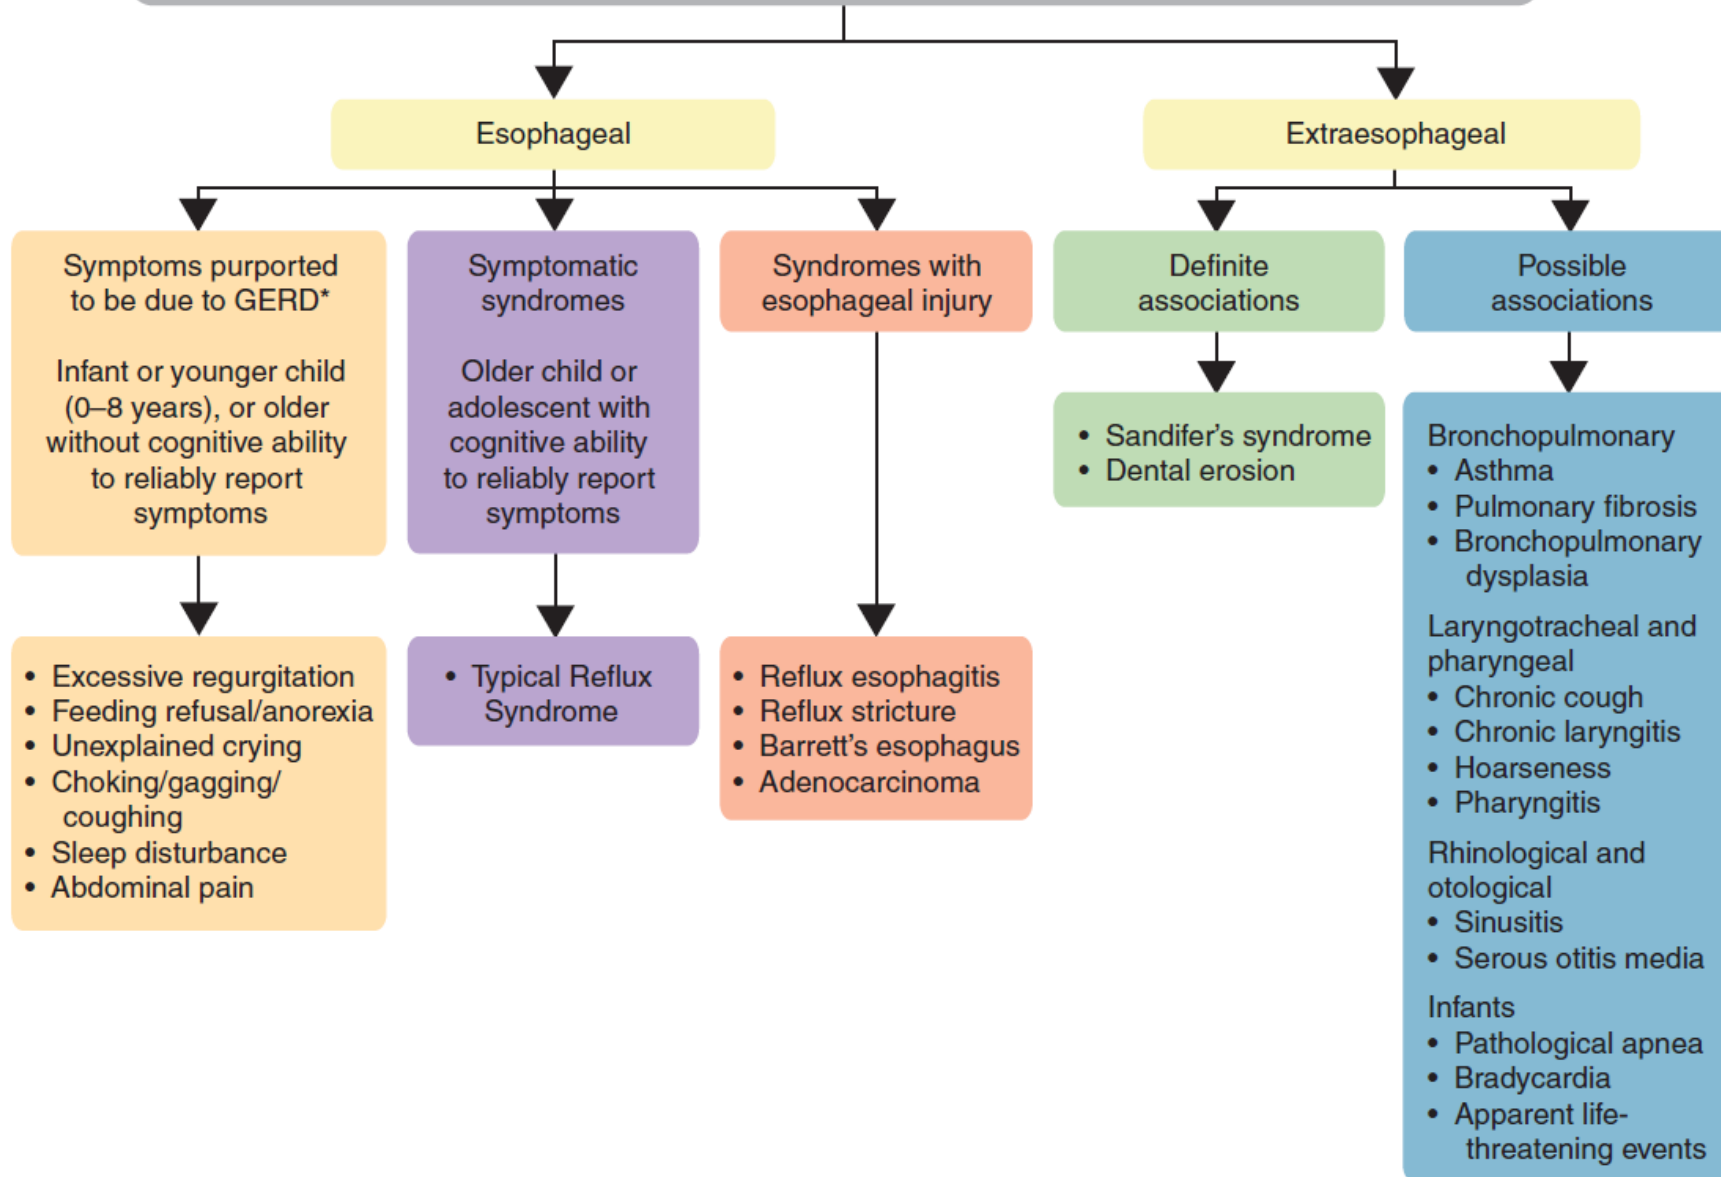 Esophageal
Extraesophageal
Symptoms purported
to be due to GERD*
Infant or younger child
(0–8 years), or older
without cognitive ability
to reliably report
symptoms
• Excessive regurgitation
• Feeding refusal/anorexia
• Unexplained crying
• Choking/gagging/
coughing
• Sleep disturbance
• Abdominal pain
Symptomatic
syndromes
Older child or
adolescent with
cognitive ability
to reliably report
symptoms
• Typical Reflux
Syndrome
Syndromes with
esophageal injury
• Reflux esophagitis
• Reflux stricture
• Barrett’s esophagus
• Adenocarcinoma
Definite
associations
• Sandifer’s syndrome
• Dental erosion
Possible
associations
Bronchopulmonary
• Asthma
• Pulmonary fibrosis
• Bronchopulmonary
dysplasia
Laryngotracheal and
pharyngeal
• Chronic cough
• Chronic laryngitis
• Hoarseness
• Pharyngitis
Rhinological and
otological
• Sinusitis
• Serous otitis media
Infants
• Pathological apnea
• Bradycardia
• Apparent life-
threatening events